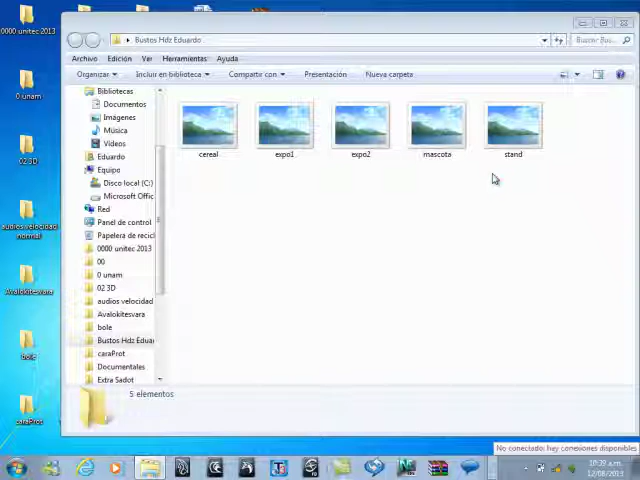 0000 unitec 2013
0 unam
02 3D
audios velocidad
normal
Avalokitesvara
bole
caraProt
Bustos Hdz Eduardo
Buscar Bus...
Archivo Edición Ver Herramientas Ayuda
Organizar Incluir en biblioteca Compartir con Presentación Nueva carpeta
Bibliotecas
Documentos
Imágenes
Música
Vídeos
Eduardo
Equipo
Disco local (C:)
Microsoft Offic
Red
Panel de control
Papelera de recicl
0000 unitec 2013
00
0 unam
02 3D
audios velocidad
Avalokitesvara
bole
Bustos Hdz Eduar
caraProt
Documentales
Extra Sadot
cereal expo1 expo2 mascota stand
5 elementos
No conectado: hay conexiones disponibles
10:39 a.m.
12/08/2013